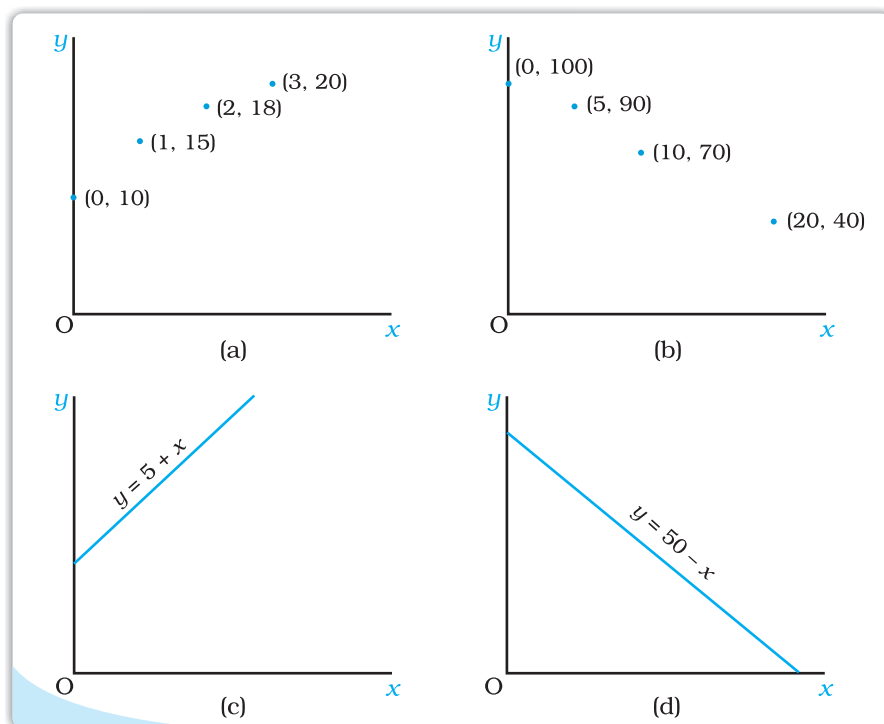 y
(0, 10)
(1, 15)
(2, 18)
(3, 20)
O
x
(a)
y
(0, 100)
(5, 90)
(10, 70)
(20, 40)
O
x
(b)
y
y = 5 + x
O
x
(c)
y
y = 50 – x
O
x
(d)